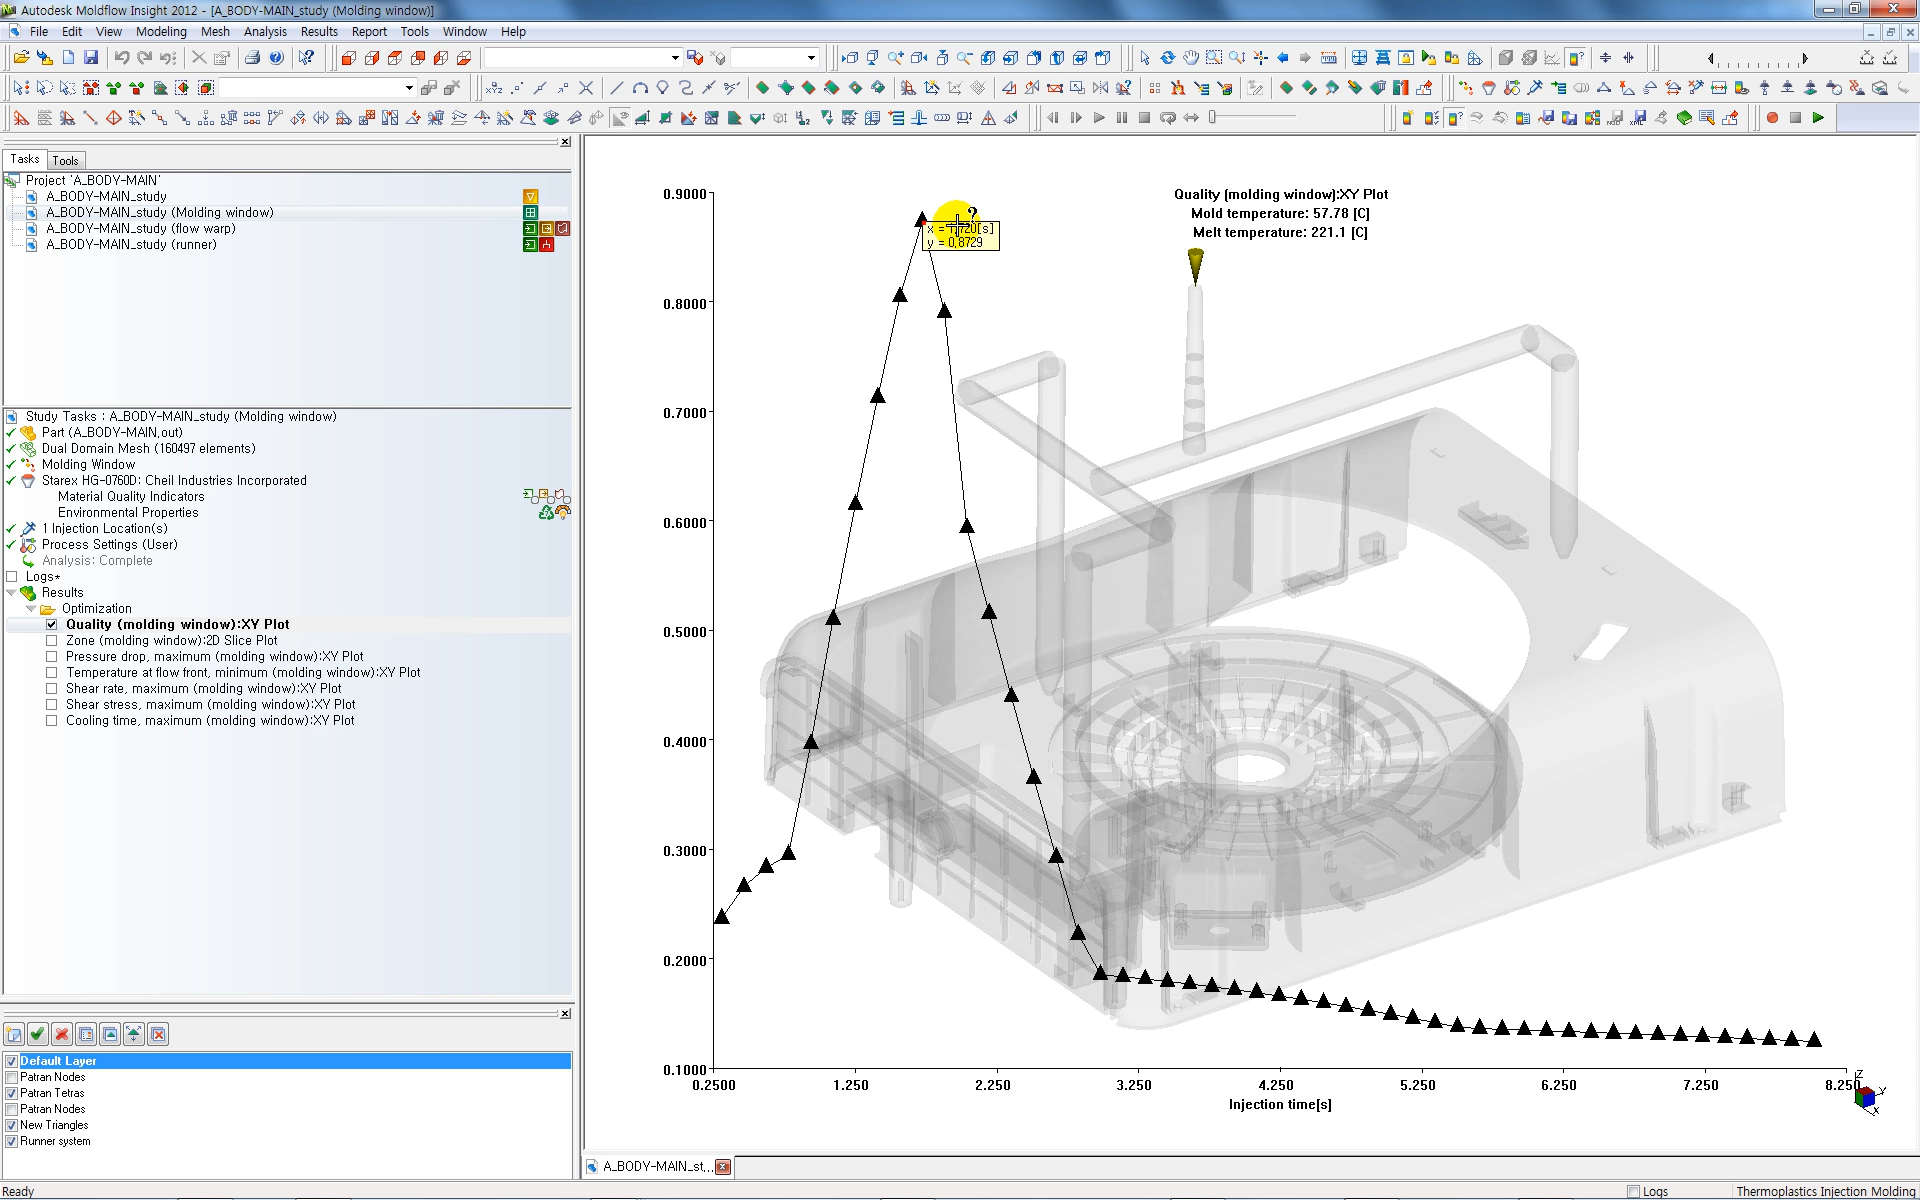 Autodesk Moldflow Insight 2012 - [A_BODY-MAIN_study (Molding window)]
File Edit View Modeling Mesh Analysis Results Report Tools Window Help
Tasks Tools
Project 'A_BODY-MAIN'
A_BODY-MAIN_study
A_BODY-MAIN_study (Molding window)
A_BODY-MAIN_study (flow warp)
A_BODY-MAIN_study (runner)
Study Tasks : A_BODY-MAIN_study (Molding window)
Part (A_BODY-MAIN,out)
Dual Domain Mesh (160497 elements)
Molding Window
Starex HG-0760D: Cheil Industries Incorporated
Material Quality Indicators
Environmental Properties
1 Injection Location(s)
Process Settings (User)
Analysis: Complete
Logs*
Results
Optimization
Quality (molding window):XY Plot
Zone (molding window):2D Slice Plot
Pressure drop, maximum (molding window):XY Plot
Temperature at flow front, minimum (molding window):XY Plot
Shear rate, maximum (molding window):XY Plot
Shear stress, maximum (molding window):XY Plot
Cooling time, maximum (molding window):XY Plot
Default Layer
Patran Nodes
Patran Tetras
Patran Nodes
New Triangles
Runner system
Quality (molding window):XY Plot
Mold temperature: 57.78 [C]
Melt temperature: 221.1 [C]
0.9000
0.8000
0.7000
0.6000
0.5000
0.4000
0.3000
0.2000
0.1000
y = 0,8729
0.2500 1.250 2.250 3.250 4.250 5.250 6.250 7.250 8.250
Injection time[s]
Z
Y
X
A_BODY-MAIN_st,,,
Ready
Logs
Thermoplastics Injection Molding